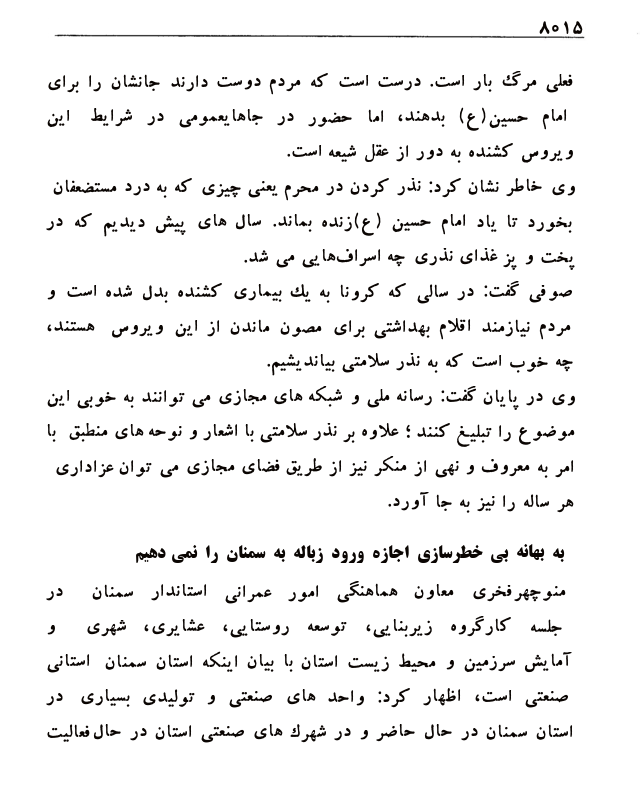 ۸۰۱۵
فعلی مرگ بار است. درست است که مردم دوست دارند جانشان را برای
امام حسین(ع) بدهند، اما حضور در جاهایعمومی در شرایط این
ویروس کشنده به دور از عقل شیعه است.
وی خاطر نشان کرد: نذر کردن در محرم یعنی چیزی که به درد مستضعفان
بخورد تا یاد امام حسین (ع)زنده بماند. سال های پیش دیدیم که در
پخت و پز غذای نذری چه اسراف‌هایی می شد.
صوفی گفت: در سالی که کرونا به یك بیماری کشنده بدل شده است و
مردم نیازمند اقلام بهداشتی برای مصون ماندن از این ویروس هستند،
چه خوب است که به نذر سلامتی بیاندیشیم.
وی در پایان گفت: رسانه ملی و شبکه های مجازی می توانند به خوبی این
موضوع را تبلیغ کنند ؛ علاوه بر نذر سلامتی با اشعار و نوحه های منطبق با
امر به معروف و نهی از منکر نیز از طریق فضای مجازی می توان عزاداری
هر ساله را نیز به جا آورد.
به بهانه بی خطرسازی اجازه ورود زباله به سمنان را نمی دهیم
منوچهرفخری معاون هماهنگی امور عمرانی استاندار سمنان در
جلسه کارگروه زیربنایی، توسعه روستایی، عشایری، شهری و
آمایش سرزمین و محیط زیست استان با بیان اینکه استان سمنان استانی
صنعتی است، اظهار کرد: واحد های صنعتی و تولیدی بسیاری در
استان سمنان در حال حاضر و در شهرك های صنعتی استان در حال فعالیت